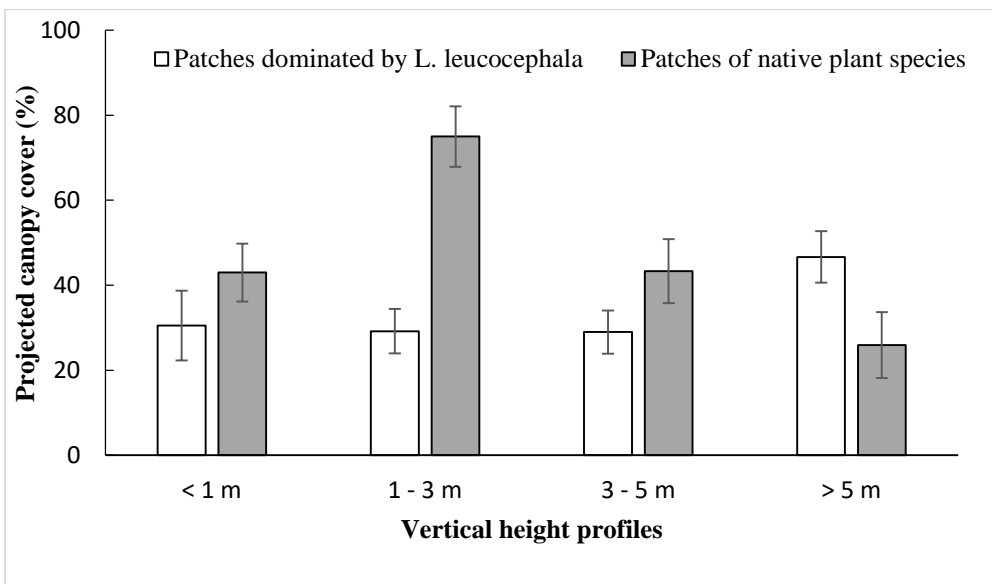 100
Patches dominated by L. leucocephala Patches of native plant species
80
60
40
20
0
Projected canopy cover (%)
< 1 m 1 - 3 m 3 - 5 m > 5 m
Vertical height profiles